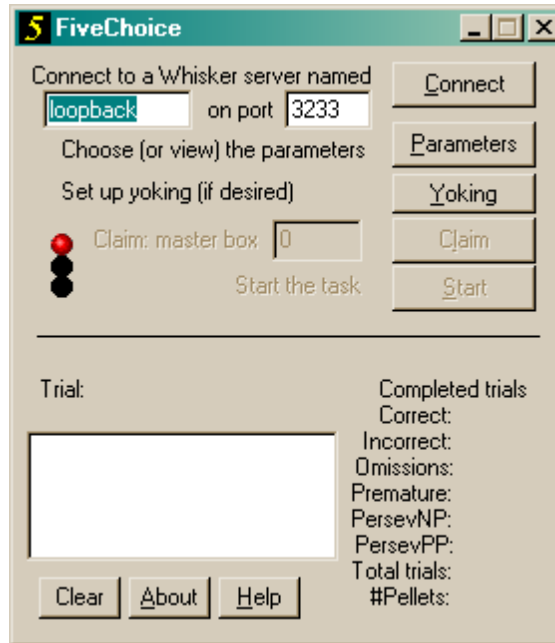 5 FiveChoice
Connect to a Whisker server named
loopback on port 3233
Connect
Choose (or view) the parameters
Parameters
Set up yoking (if desired)
Yoking
Claim: master box 0
Claim
Start the task
Start
Trial:
Completed trials
Correct:
Incorrect:
Omissions:
Premature:
PersevNP:
PersevPP:
Total trials:
#Pellets:
Clear About Help